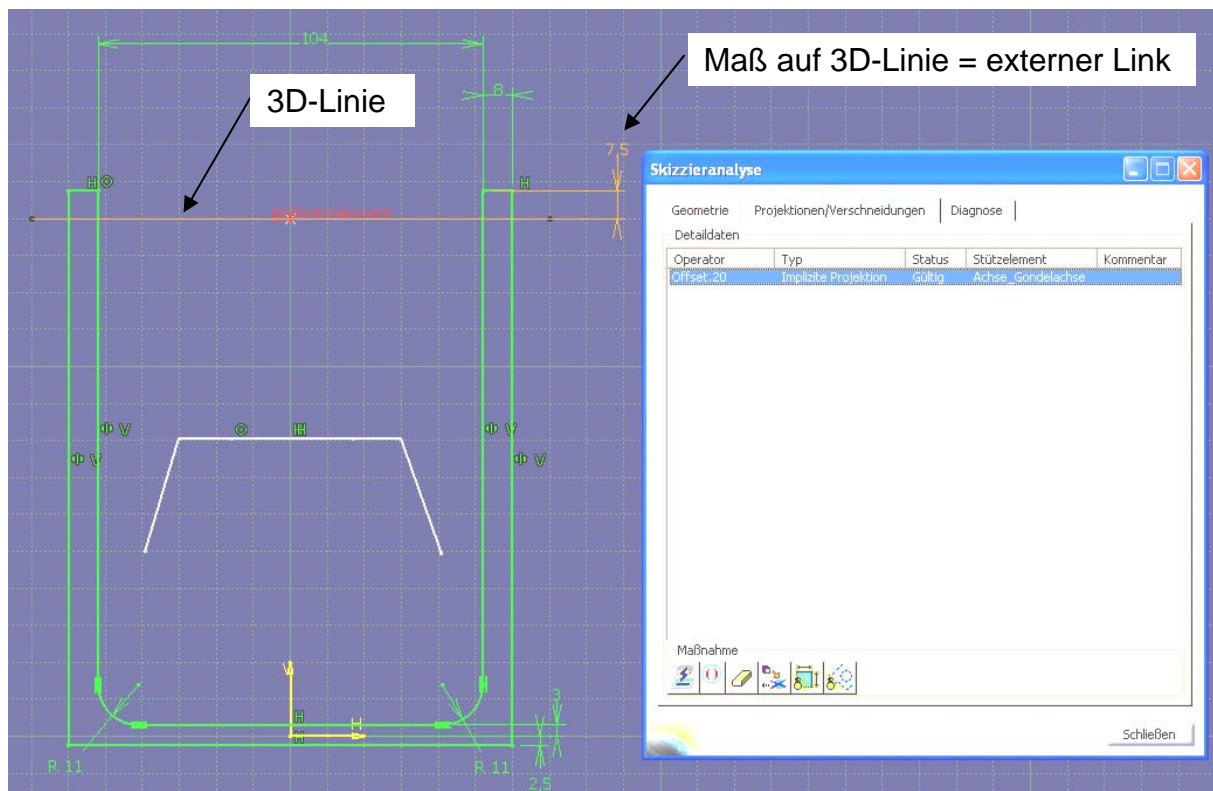 104
Maß auf 3D-Linie = externer Link
8
3D-Linie
7,5
H
H
Skizzieranalyse
Geometrie Projektionen/Verschneidungen Diagnose
Detaildaten
Operator Typ Status Stützelement Kommentar
Offset.20 Implizite Projektion Gültig Achse_Gondelachse
V
H
V
V
V
Maßnahme
V
3
H
H
H
Schließen
R 11
R 11
2,5